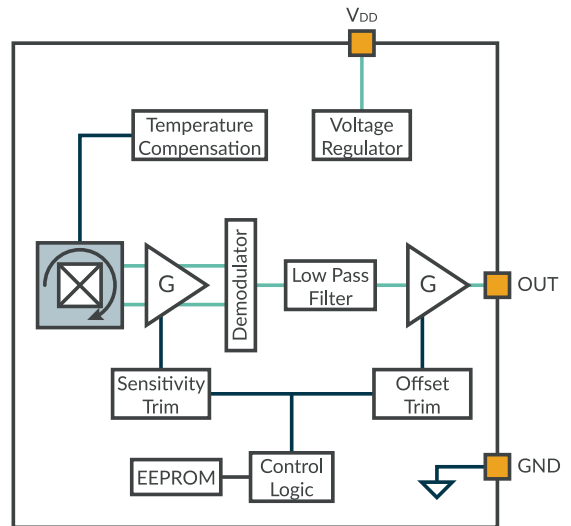 VDD
Temperature
Compensation
Voltage
Regulator
G
Demodulator
Low Pass
Filter
G
OUT
Sensitivity
Trim
Offset
Trim
EEPROM
Control
Logic
GND